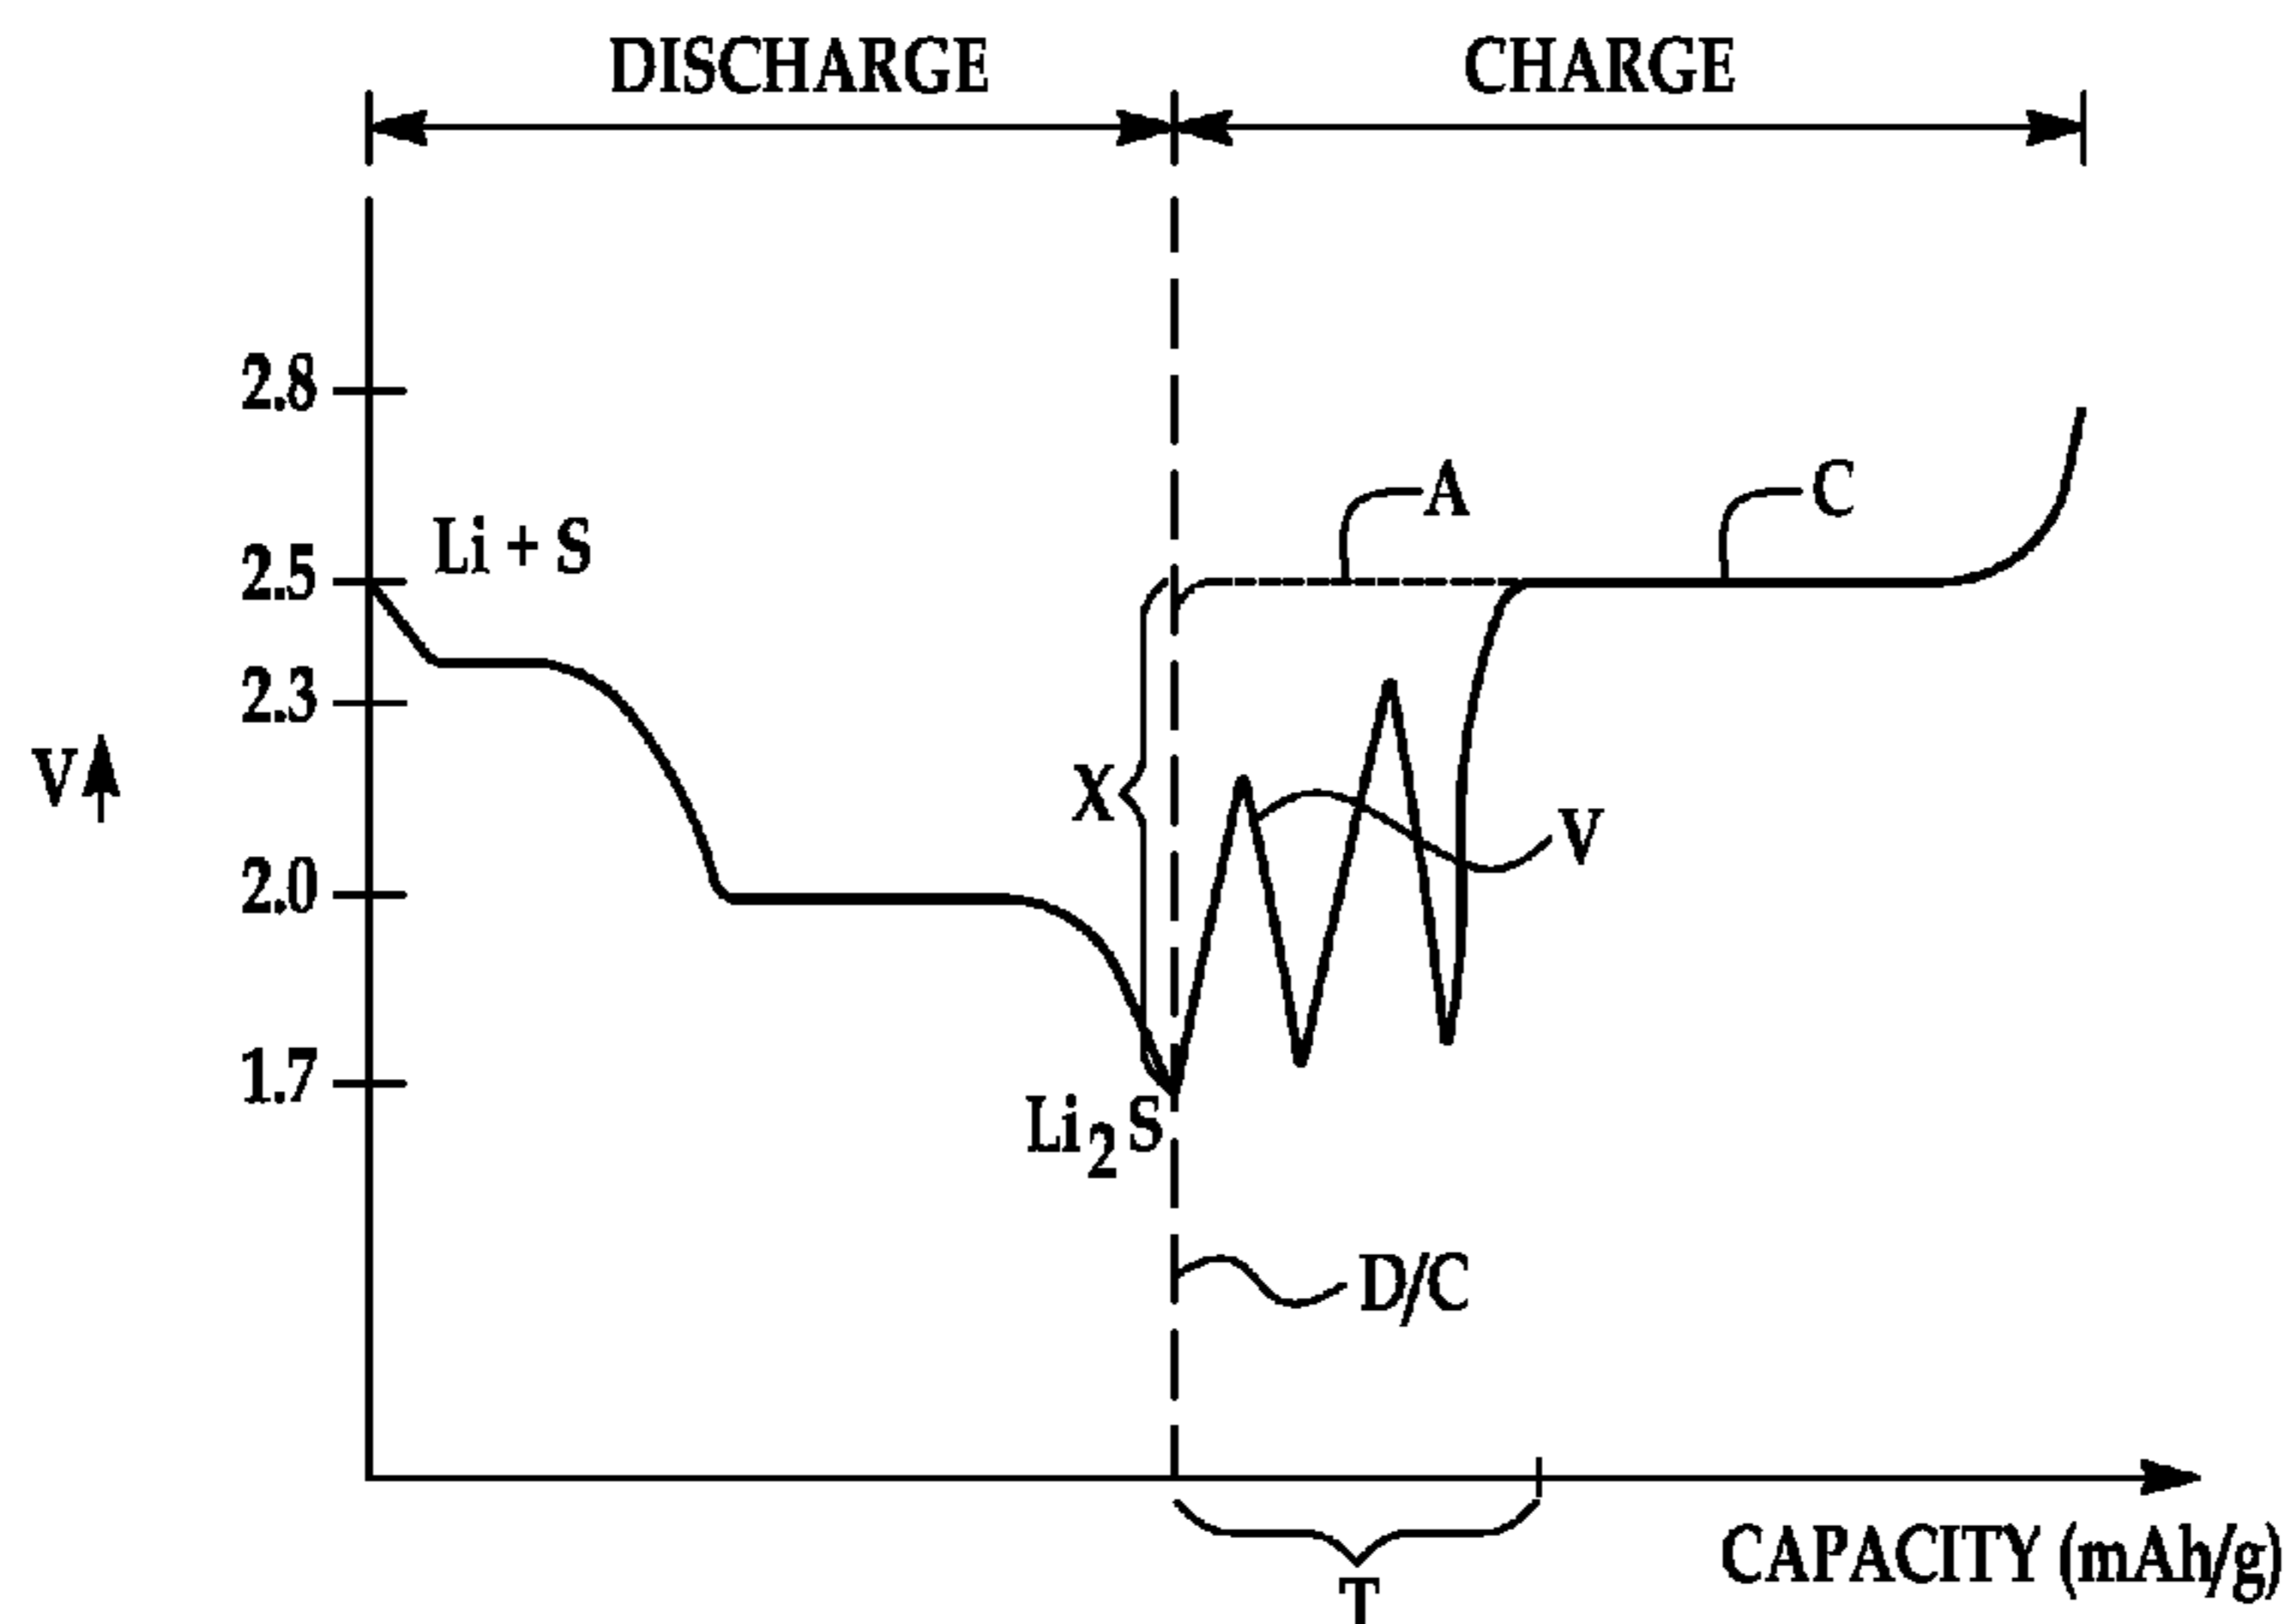 DISCHARGE
CHARGE
2.8
A
C
Li + S
2.5
2.3
V
X
V
2.0
1.7
Li2S
D/C
CAPACITY (mAh/g)
T